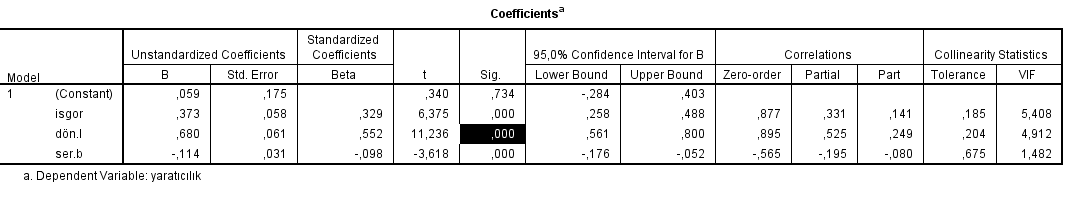 Coefficientsa
Model Unstandardized Coefficients Standardized Coefficients t Sig. 95,0% Confidence Interval for B Correlations Collinearity Statistics
B Std. Error Beta Lower Bound Upper Bound Zero-order Partial Part Tolerance VIF
1 (Constant) ,059 ,175 ,340 ,734 -,284 ,403
isgor ,373 ,058 ,329 6,375 ,000 ,258 ,488 ,877 ,331 ,141 ,185 5,408
dön.l ,680 ,061 ,552 11,236 ,000 ,561 ,800 ,895 ,525 ,249 ,204 4,912
ser.b -,114 ,031 -,098 -3,618 ,000 -,176 -,052 -,565 -,195 -,080 ,675 1,482
a. Dependent Variable: yaratıcılık